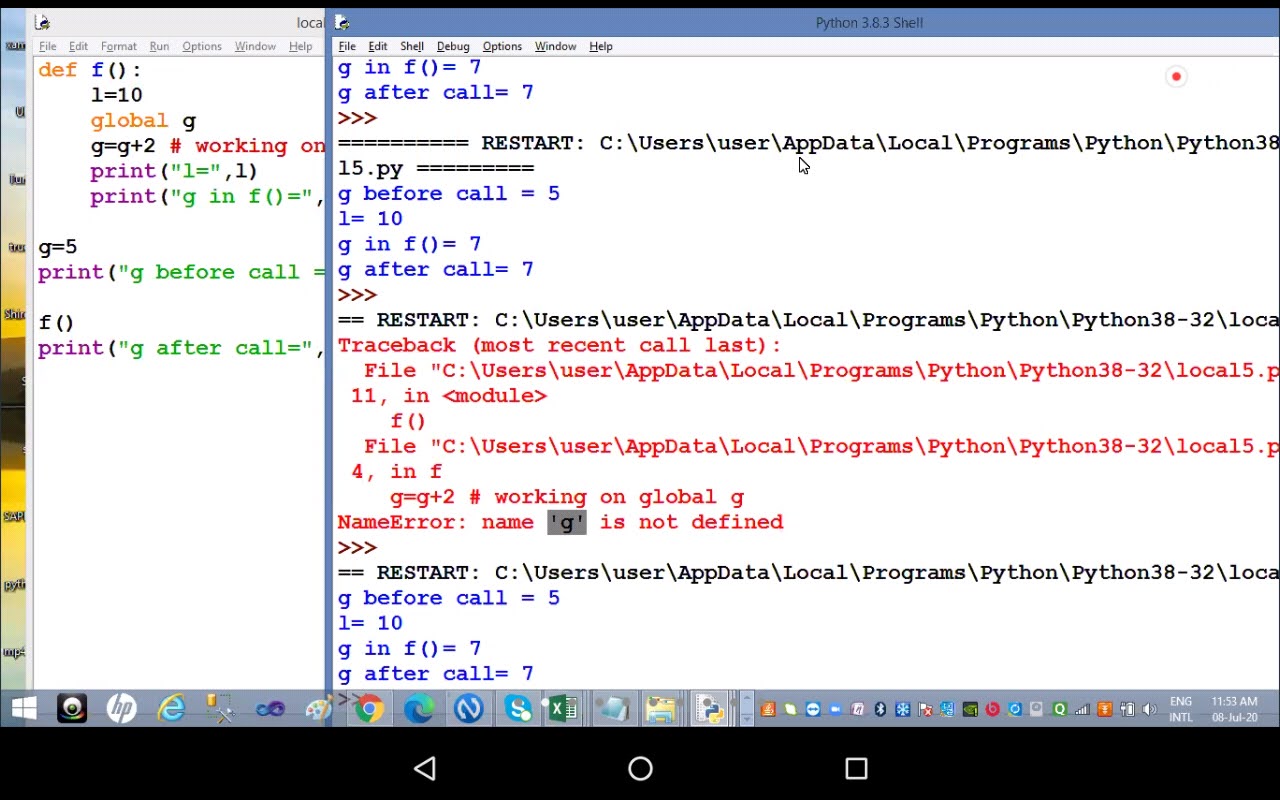 local
File Edit Format Run Options Window Help
def f():
    l=10
    global g
    g=g+2 # working on
    print("l=",l)
    print("g in f()=",
g=5
print("g before call =
f()
print("g after call=",
Python 3.8.3 Shell
File Edit Shell Debug Options Window Help
g in f()= 7
g after call= 7
>>>
========== RESTART: C:\Users\user\AppData\Local\Programs\Python\Python38
l5.py =========
g before call = 5
l= 10
g in f()= 7
g after call= 7
>>>
== RESTART: C:\Users\user\AppData\Local\Programs\Python\Python38-32\loca
Traceback (most recent call last):
  File "C:\Users\user\AppData\Local\Programs\Python\Python38-32\local5.p
 11, in <module>
    f()
  File "C:\Users\user\AppData\Local\Programs\Python\Python38-32\local5.p
 4, in f
    g=g+2 # working on global g
NameError: name 'g' is not defined
>>>
== RESTART: C:\Users\user\AppData\Local\Programs\Python\Python38-32\loca
g before call = 5
l= 10
g in f()= 7
g after call= 7
>>
ENG 11:53 AM
INTL 08-Jul-20